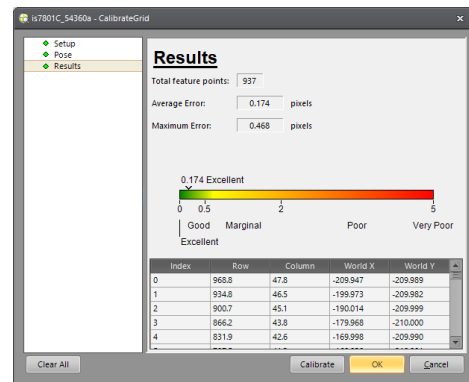 is7801C_54360a - CalibrateGrid
Setup
Pose
Results
Results
Total feature points: 937
Average Error: 0.174 pixels
Maximum Error: 0.468 pixels
0.174 Excellent
0 0.5 2 5
Good Marginal Poor Very Poor
Excellent
Index Row Column World X World Y
0 968.8 47.8 -209.947 -209.989
1 934.8 46.5 -199.973 -209.982
2 900.7 45.1 -190.014 -209.999
3 866.2 43.8 -179.968 -210.000
4 831.9 42.6 -169.998 -209.990
Clear All Calibrate OK Cancel